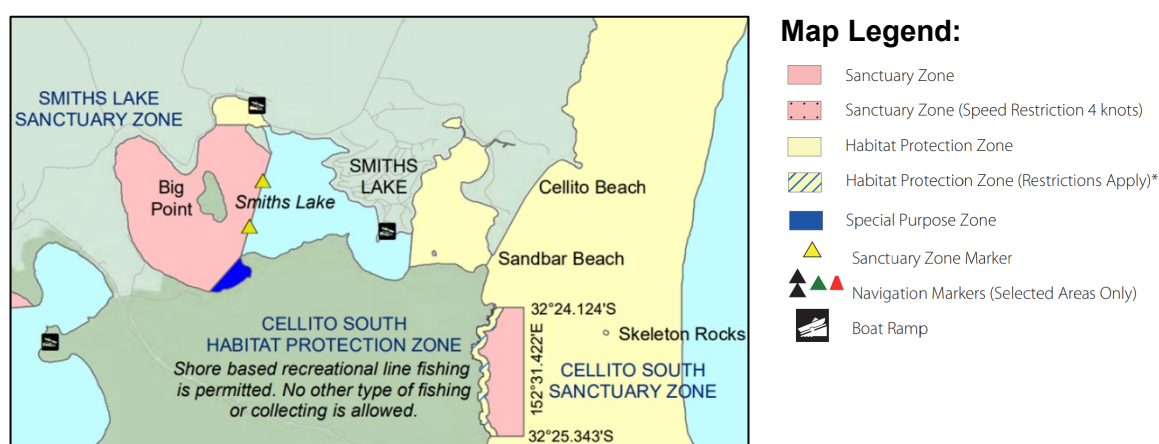 SMITHS LAKE
SANCTUARY ZONE
Big
Point
Smiths Lake
SMITHS
LAKE
Cellito Beach
Sandbar Beach
32°24.124'S
152°31.422'E
Skeleton Rocks
CELLITO SOUTH
HABITAT PROTECTION ZONE
Shore based recreational line fishing
is permitted. No other type of fishing
or collecting is allowed.
CELLITO SOUTH
SANCTUARY ZONE
32°25.343'S
Map Legend:
Sanctuary Zone
Sanctuary Zone (Speed Restriction 4 knots)
Habitat Protection Zone
Habitat Protection Zone (Restrictions Apply)*
Special Purpose Zone
Sanctuary Zone Marker
Navigation Markers (Selected Areas Only)
Boat Ramp